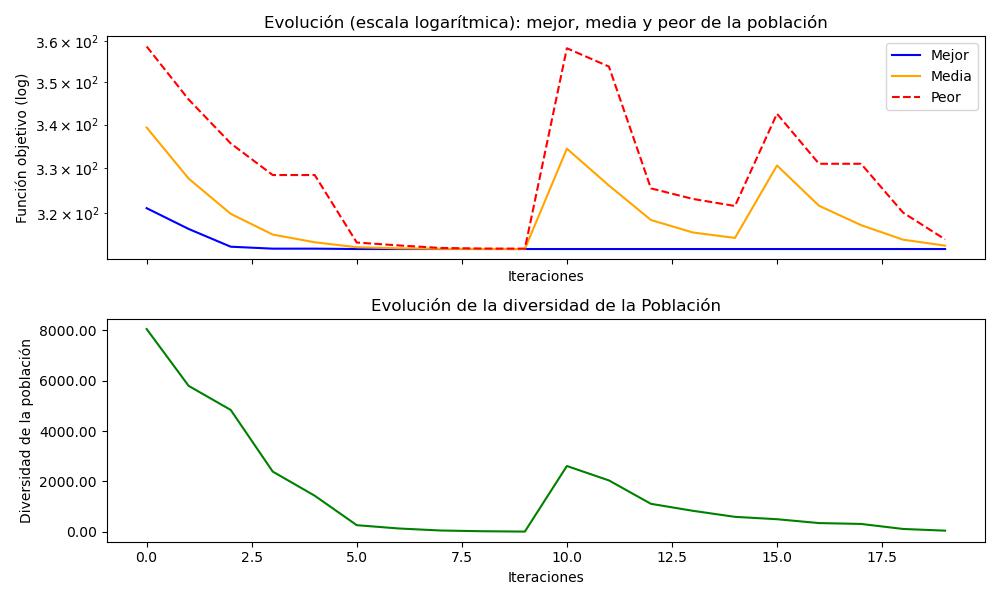 Evolución (escala logarítmica): mejor, media y peor de la población
Función objetivo (log)
3.6 × 10²
3.5 × 10²
3.4 × 10²
3.3 × 10²
3.2 × 10²
Mejor
Media
Peor
Iteraciones
Evolución de la diversidad de la Población
Diversidad de la población
8000.00
6000.00
4000.00
2000.00
0.00
0.0 2.5 5.0 7.5 10.0 12.5 15.0 17.5
Iteraciones